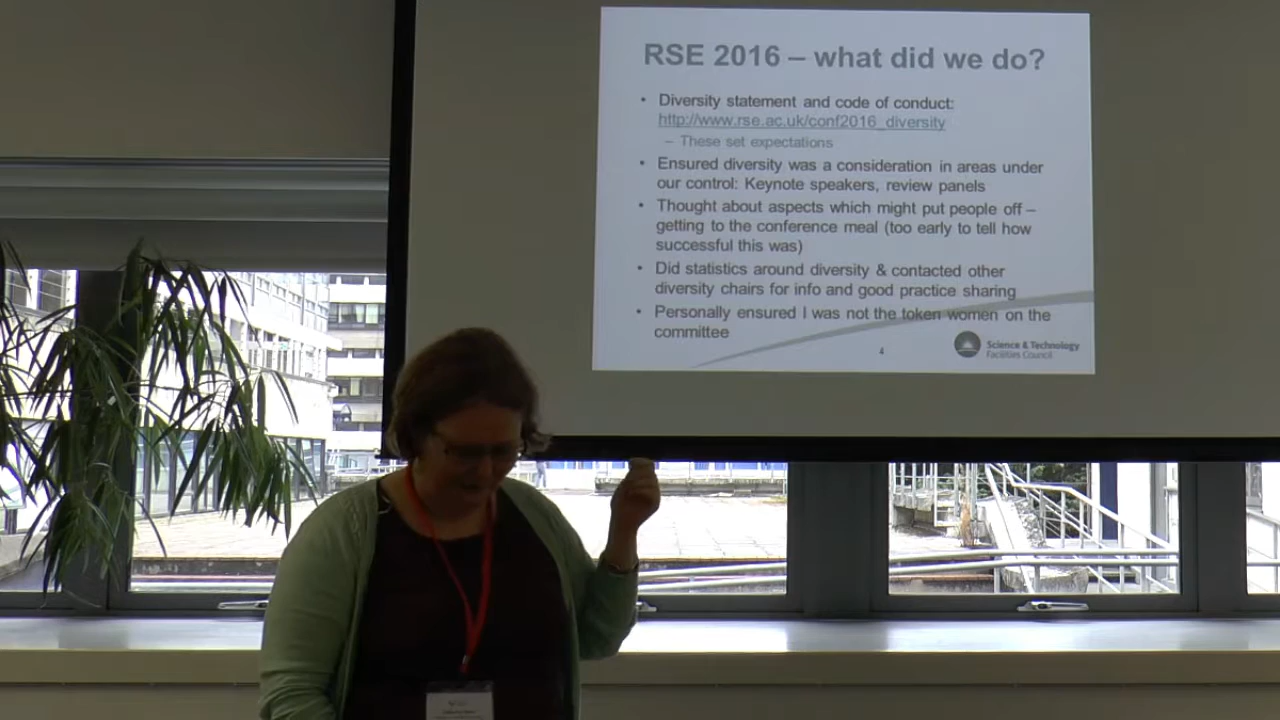 RSE 2016 – what did we do?
• Diversity statement and code of conduct:
http://www.rse.ac.uk/conf2016_diversity
– These set expectations
• Ensured diversity was a consideration in areas under
our control: Keynote speakers, review panels
• Thought about aspects which might put people off –
getting to the conference meal (too early to tell how
successful this was)
• Did statistics around diversity & contacted other
diversity chairs for info and good practice sharing
• Personally ensured I was not the token women on the
committee
4
Science & Technology
Facilities Council